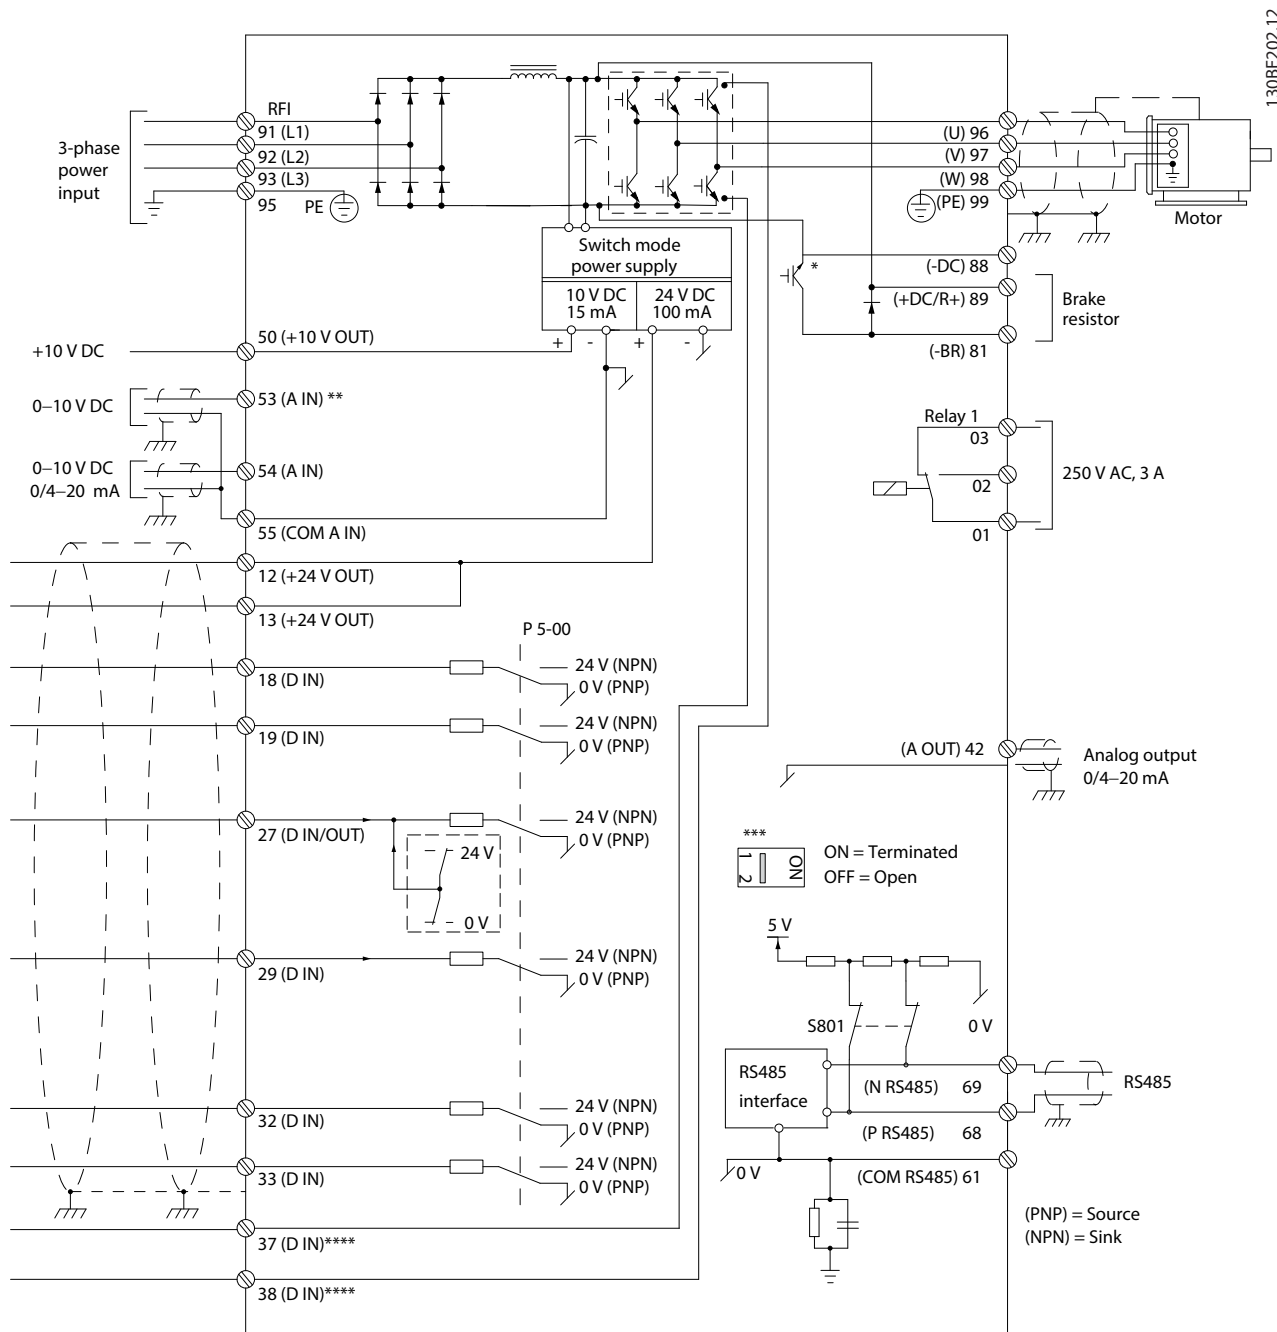 130BE202.12
RFI
91 (L1)
92 (L2)
93 (L3)
95
PE
3-phase
power
input
(U) 96
(V) 97
(W) 98
(PE) 99
Motor
Switch mode
power supply
10 V DC
15 mA
24 V DC
100 mA
+ - + -
*
(-DC) 88
(+DC/R+) 89
(-BR) 81
Brake
resistor
+10 V DC
50 (+10 V OUT)
0–10 V DC
53 (A IN) **
0–10 V DC
0/4–20 mA
54 (A IN)
55 (COM A IN)
Relay 1
03
02
01
250 V AC, 3 A
12 (+24 V OUT)
13 (+24 V OUT)
P 5-00
18 (D IN)
24 V (NPN)
0 V (PNP)
19 (D IN)
24 V (NPN)
0 V (PNP)
27 (D IN/OUT)
24 V (NPN)
0 V (PNP)
24 V
0 V
29 (D IN)
24 V (NPN)
0 V (PNP)
32 (D IN)
24 V (NPN)
0 V (PNP)
33 (D IN)
24 V (NPN)
0 V (PNP)
37 (D IN)****
38 (D IN)****
(A OUT) 42
Analog output
0/4–20 mA
***
1 2
ON
ON = Terminated
OFF = Open
5 V
S801
0 V
RS485
interface
(N RS485) 69
(P RS485) 68
RS485
0 V
(COM RS485) 61
(PNP) = Source
(NPN) = Sink